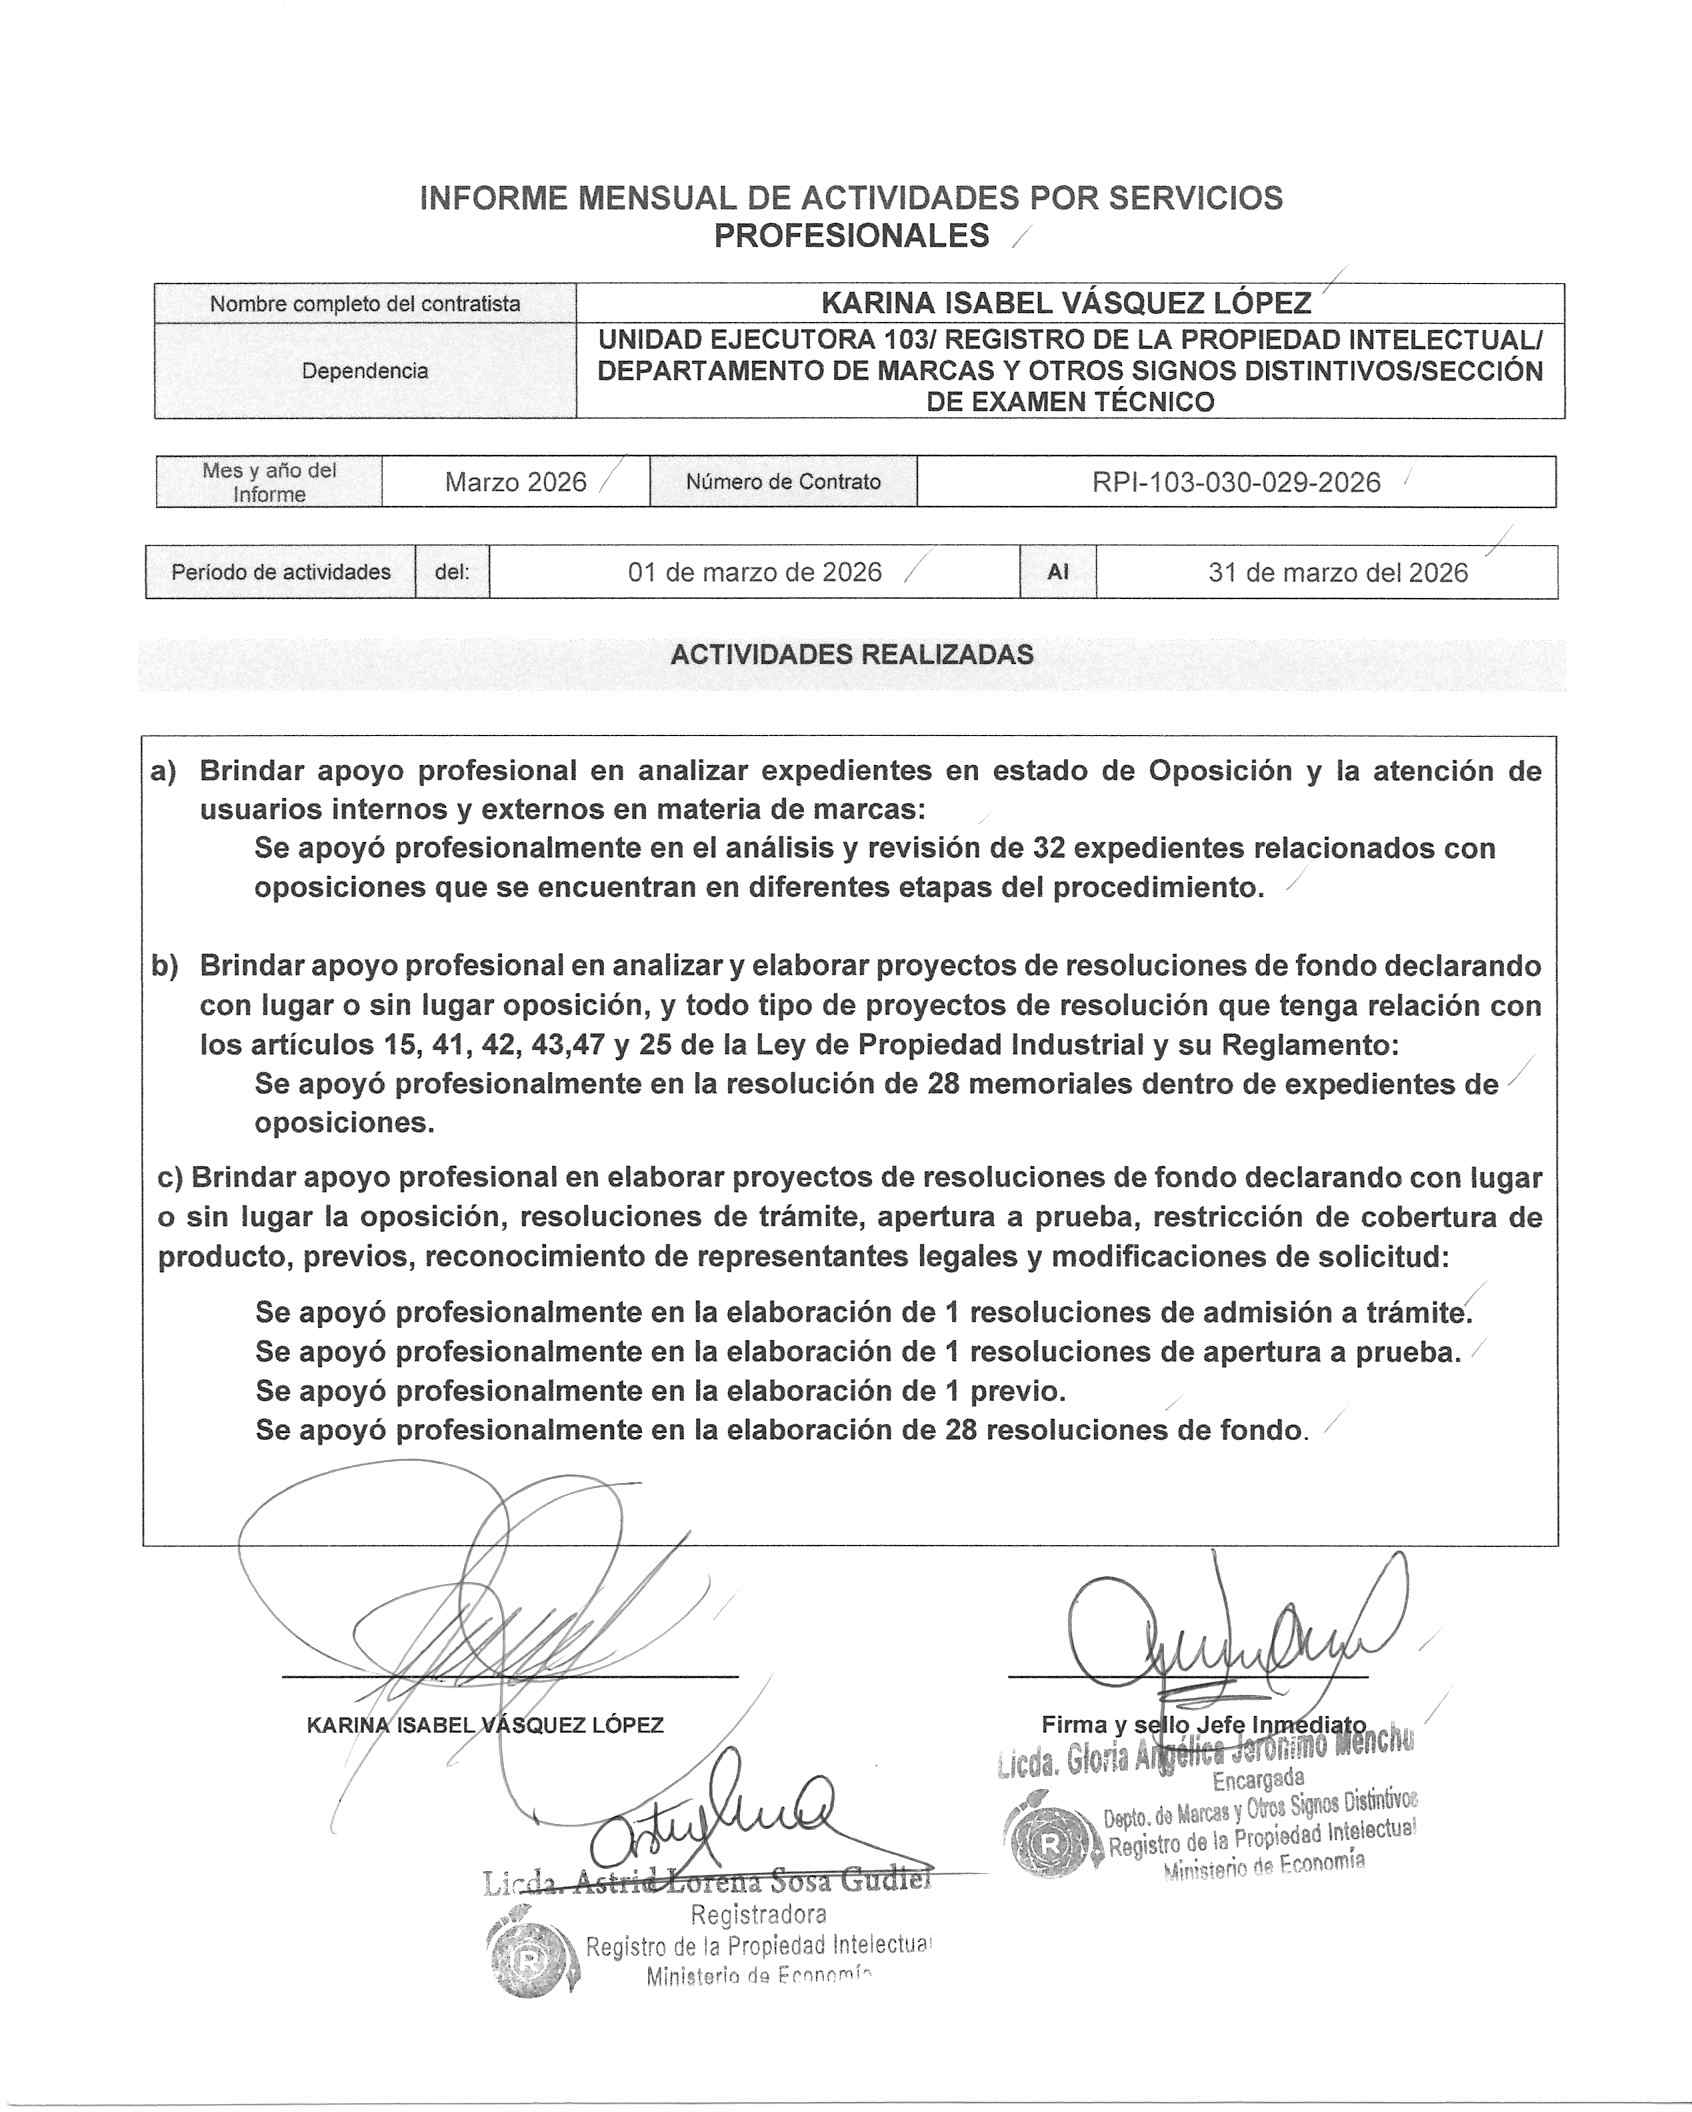 INFORME MENSUAL DE ACTIVIDADES POR SERVICIOS
PROFESIONALES
Nombre completo del contratista
KARINA ISABEL VÁSQUEZ LÓPEZ
Dependencia
UNIDAD EJECUTORA 103/ REGISTRO DE LA PROPIEDAD INTELECTUAL/
DEPARTAMENTO DE MARCAS Y OTROS SIGNOS DISTINTIVOS/SECCIÓN
DE EXAMEN TÉCNICO
Mes y año del
Informe
Marzo 2026
Número de Contrato
RPI-103-030-029-2026
Período de actividades
del:
01 de marzo de 2026
Al
31 de marzo del 2026
ACTIVIDADES REALIZADAS
a) Brindar apoyo profesional en analizar expedientes en estado de Oposición y la atención de
usuarios internos y externos en materia de marcas:
Se apoyó profesionalmente en el análisis y revisión de 32 expedientes relacionados con
oposiciones que se encuentran en diferentes etapas del procedimiento.
b) Brindar apoyo profesional en analizar y elaborar proyectos de resoluciones de fondo declarando
con lugar o sin lugar oposición, y todo tipo de proyectos de resolución que tenga relación con
los artículos 15, 41, 42, 43,47 y 25 de la Ley de Propiedad Industrial y su Reglamento:
Se apoyó profesionalmente en la resolución de 28 memoriales dentro de expedientes de
oposiciones.
c) Brindar apoyo profesional en elaborar proyectos de resoluciones de fondo declarando con lugar
o sin lugar la oposición, resoluciones de trámite, apertura a prueba, restricción de cobertura de
producto, previos, reconocimiento de representantes legales y modificaciones de solicitud:
Se apoyó profesionalmente en la elaboración de 1 resoluciones de admisión a trámite.
Se apoyó profesionalmente en la elaboración de 1 resoluciones de apertura a prueba.
Se apoyó profesionalmente en la elaboración de 1 previo.
Se apoyó profesionalmente en la elaboración de 28 resoluciones de fondo.
KARINA ISABEL VÁSQUEZ LÓPEZ
Firma y sello Jefe Inmediato
Licda. Gloria Angélica Jerónimo Menchú
Encargada
Depto. de Marcas y Otros Signos Distintivos
Registro de la Propiedad Intelectual
Ministerio de Economía
Licda. Astrid Lorena Sosa Gudiel
Registradora
Registro de la Propiedad Intelectual
Ministerio de Economía
R
R